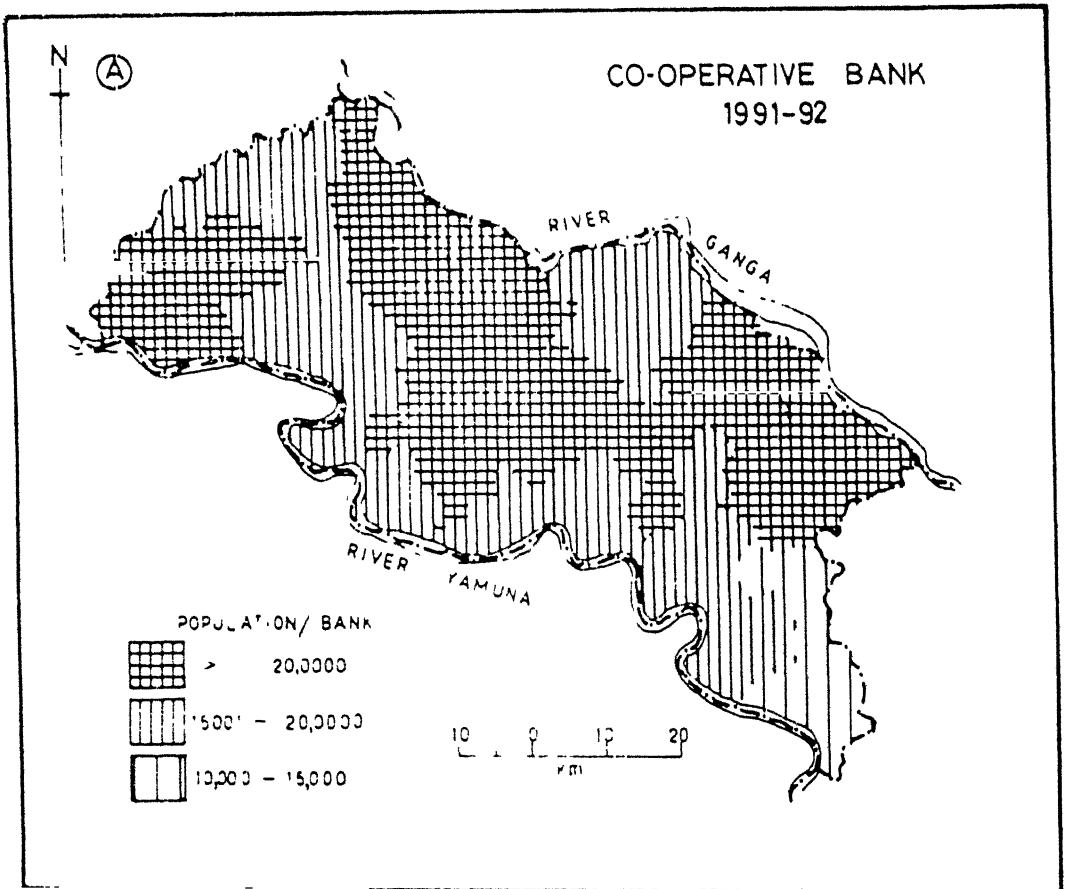 N
A
CO-OPERATIVE BANK
1991-92
RIVER GANGA
RIVER YAMUNA
POPULATION/ BANK
> 20,0000
- 20,0000
10,000 - 15,000
10 0 10 20
KM